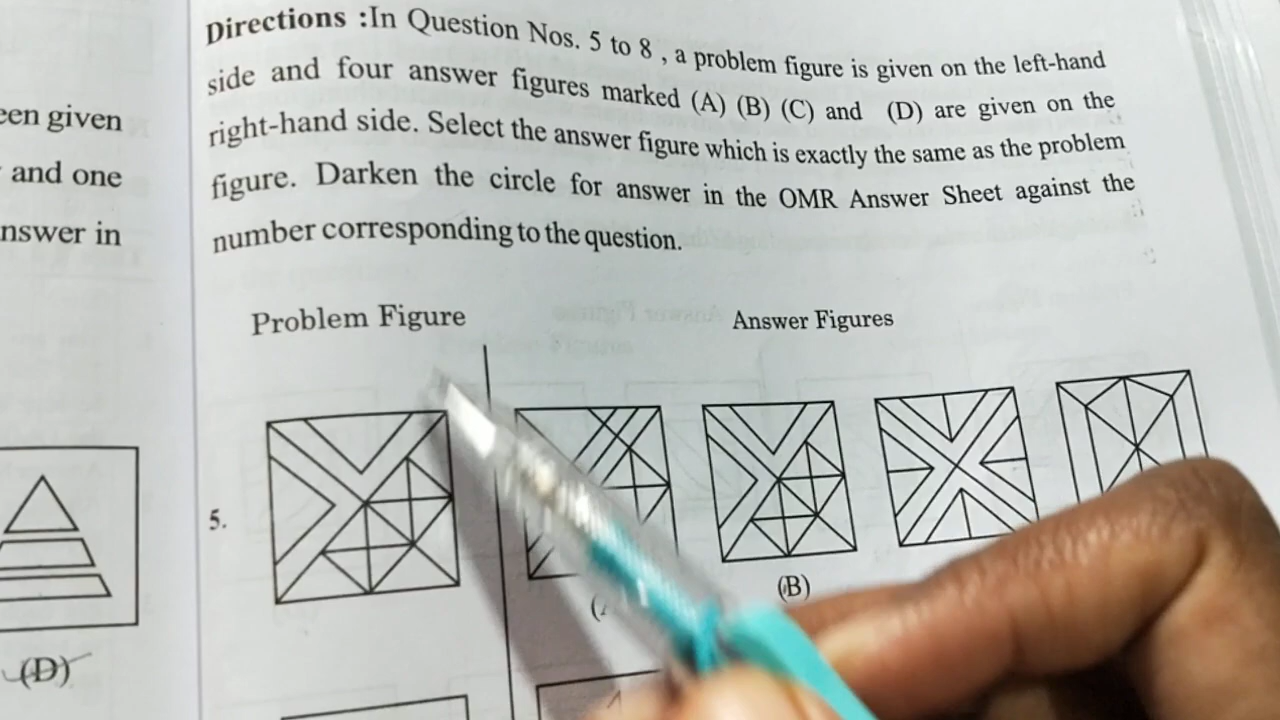 Directions :In Question Nos. 5 to 8 , a problem figure is given on the left-hand
side and four answer figures marked (A) (B) (C) and (D) are given on the
right-hand side. Select the answer figure which is exactly the same as the problem
figure. Darken the circle for answer in the OMR Answer Sheet against the
number corresponding to the question.
een given
and one
nswer in
Problem Figure
Answer Figures
5.
(B)
(D)